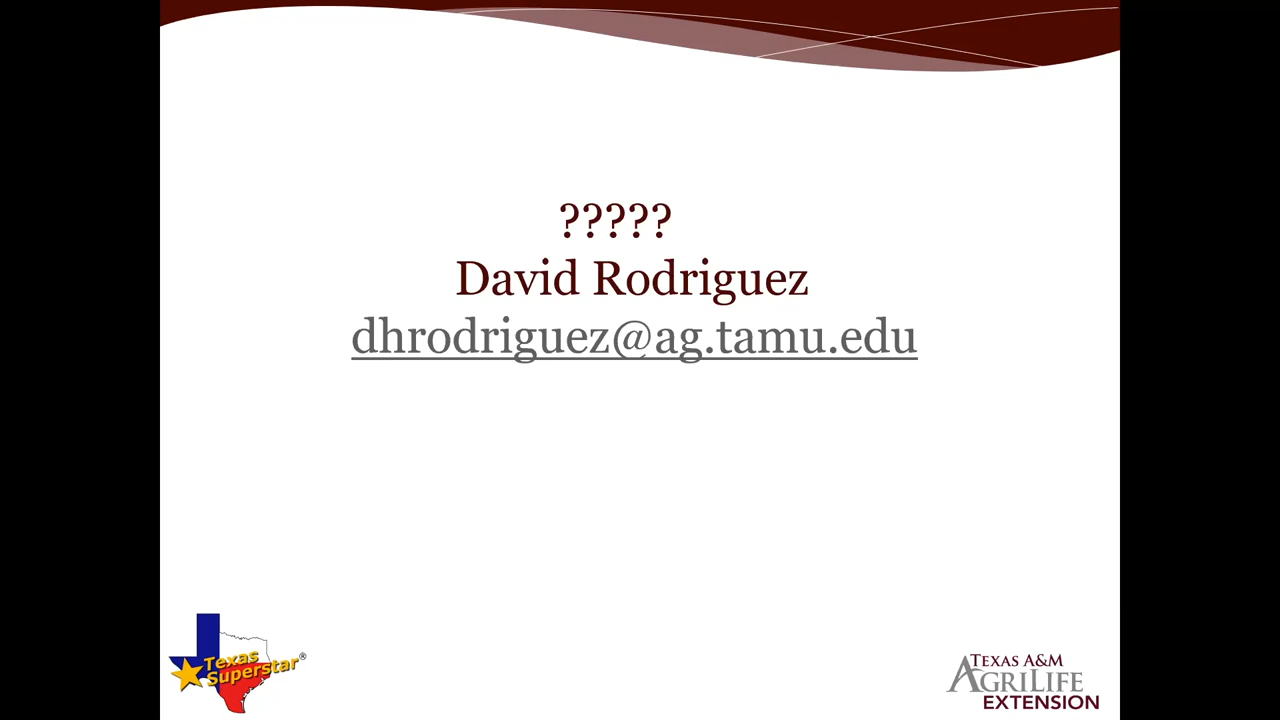 ?????
David Rodriguez
dhrodriguez@ag.tamu.edu
Texas
Superstar®
TEXAS A&M
AGRILIFE
EXTENSION